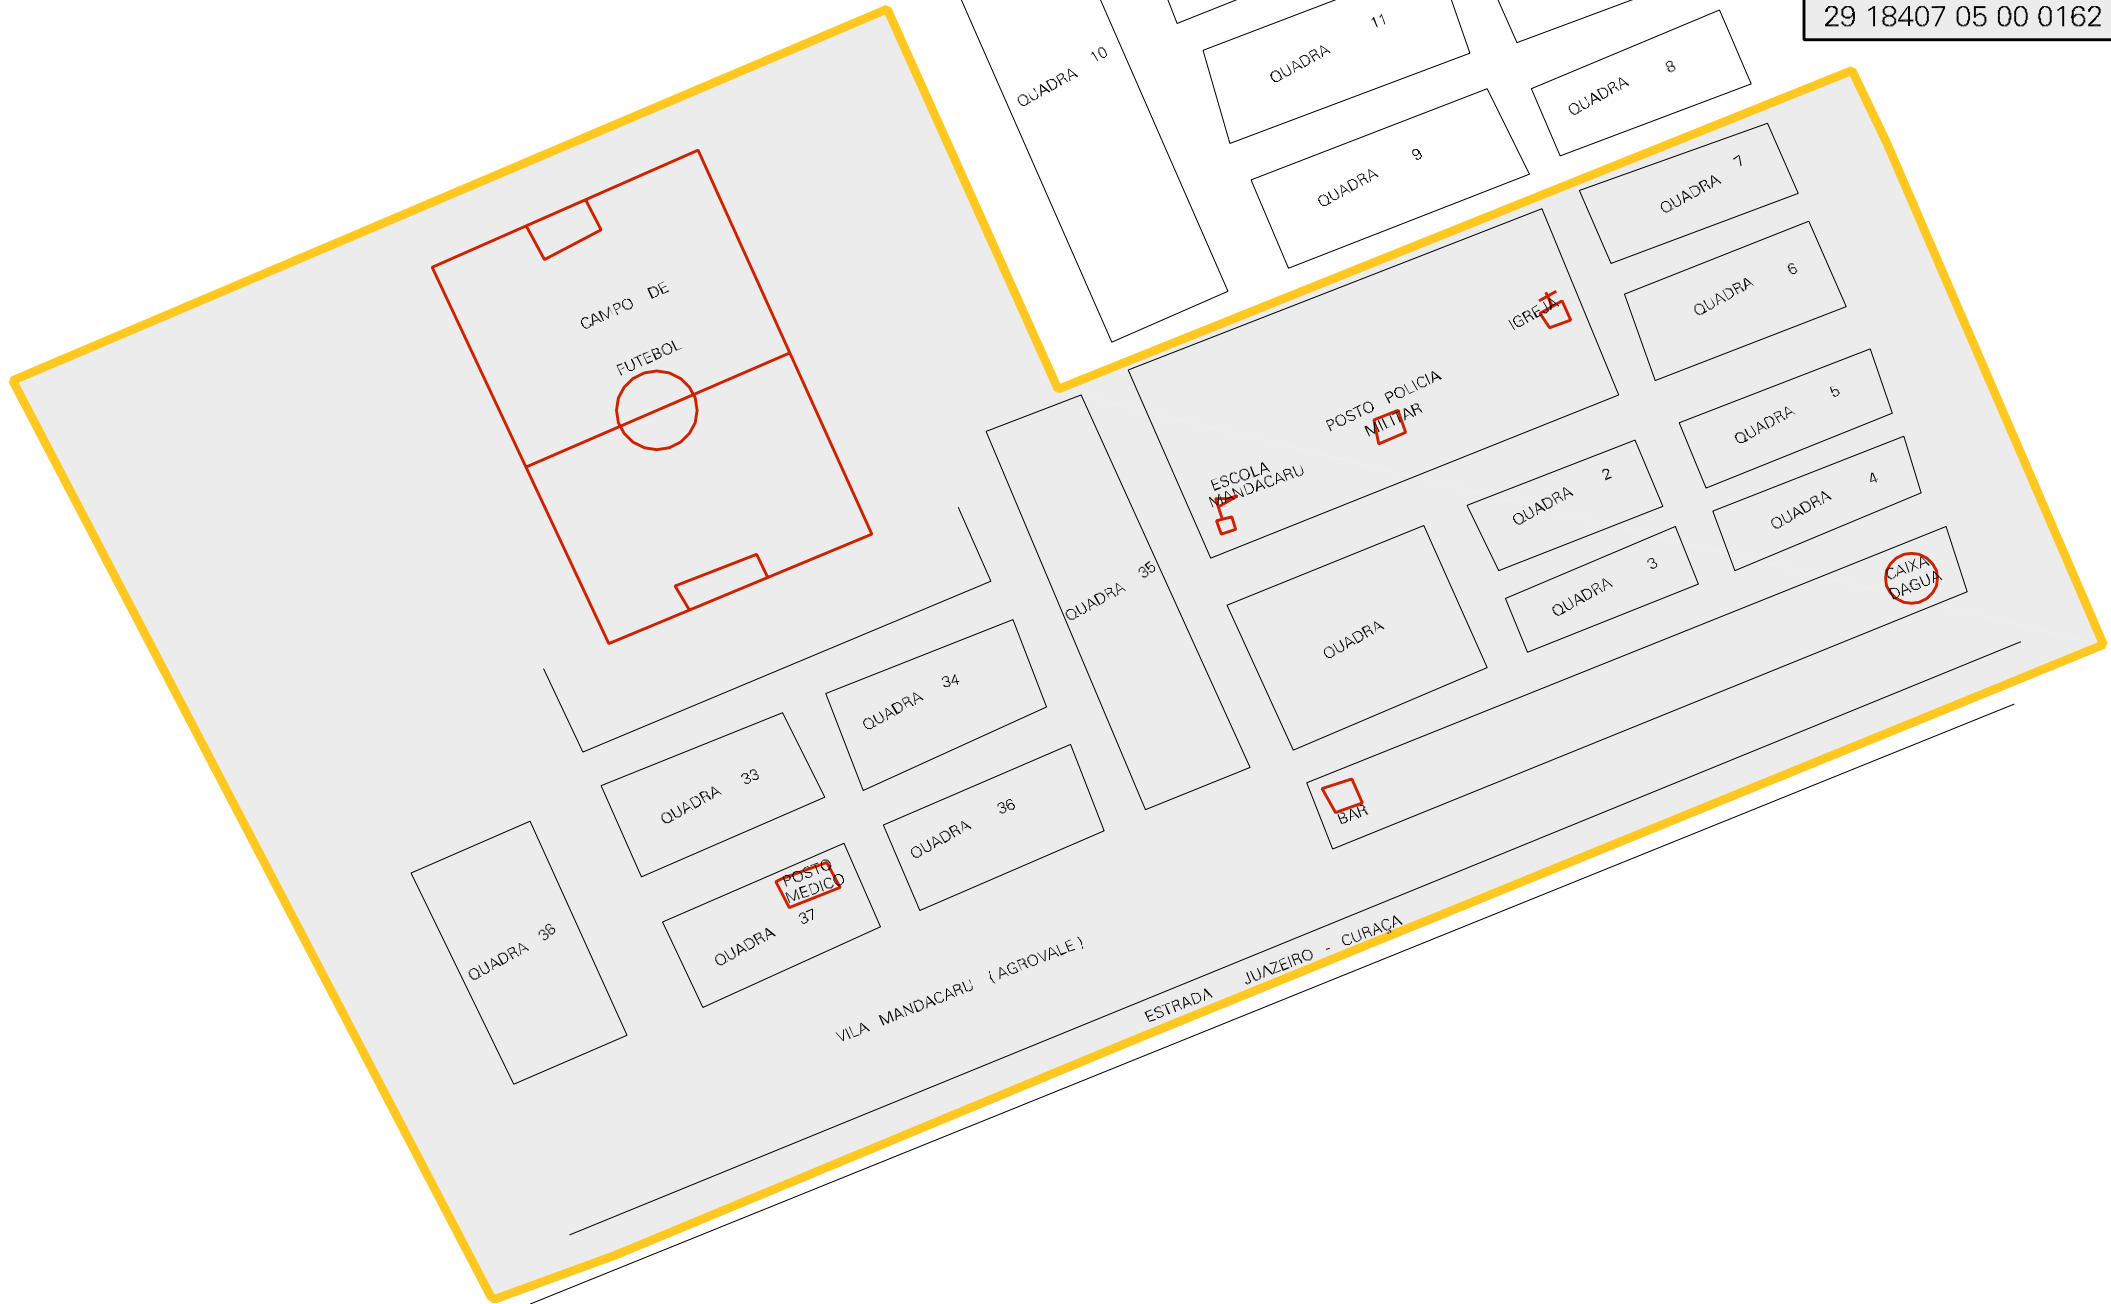 29 18407 05 00 0162
QUADRA 10
QUADRA 11
QUADRA 9
QUADRA 8
QUADRA 7
QUADRA 6
QUADRA 5
QUADRA 4
QUADRA 2
QUADRA 3
QUADRA
CAMPO DE
FUTEBOL
IGREJA
POSTO POLICIA
MILITAR
ESCOLA
MANDACARU
CAIXA
DAGUA
BAR
QUADRA 35
QUADRA 34
QUADRA 33
QUADRA 36
POSTO
MEDICO
QUADRA 37
QUADRA 38
VILA MANDACARU (AGROVALE)
ESTRADA JUAZEIRO - CURAÇA